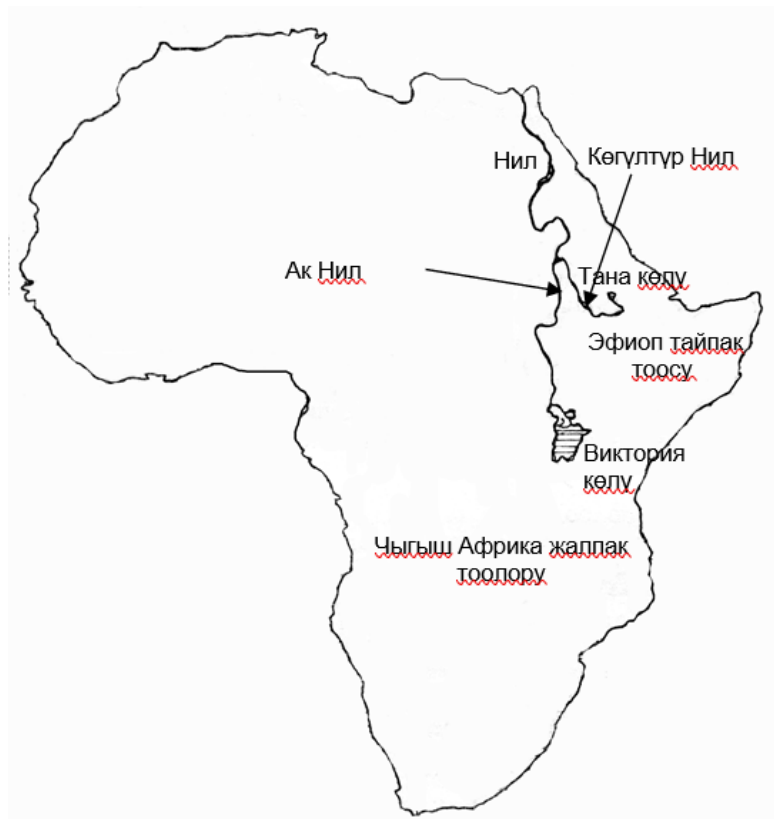 Нил
Көгүлтүр Нил
Ак Нил
Тана көлү
Эфиоп тайпак
тоосу
Виктория
көлү
Чыгыш Африка жалпак
тоолору